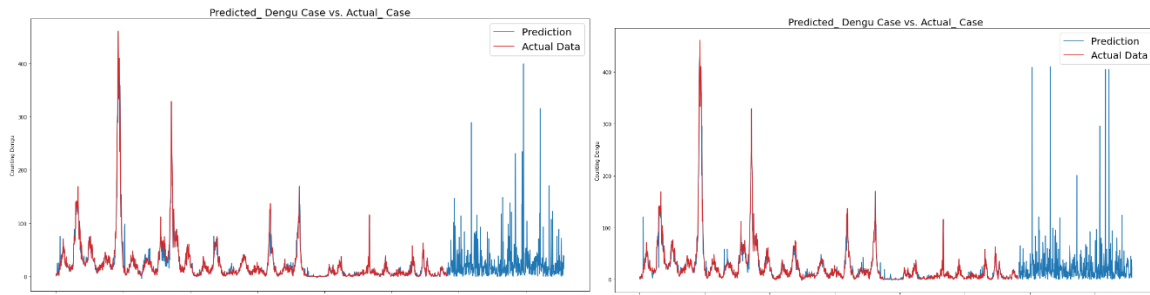 Predicted_ Dengu Case vs. Actual_ Case
Prediction
Actual Data
400
300
200
100
0
Counting Dengu
Predicted_ Dengu Case vs. Actual_ Case
Prediction
Actual Data
400
300
200
100
0
Counting Dengu